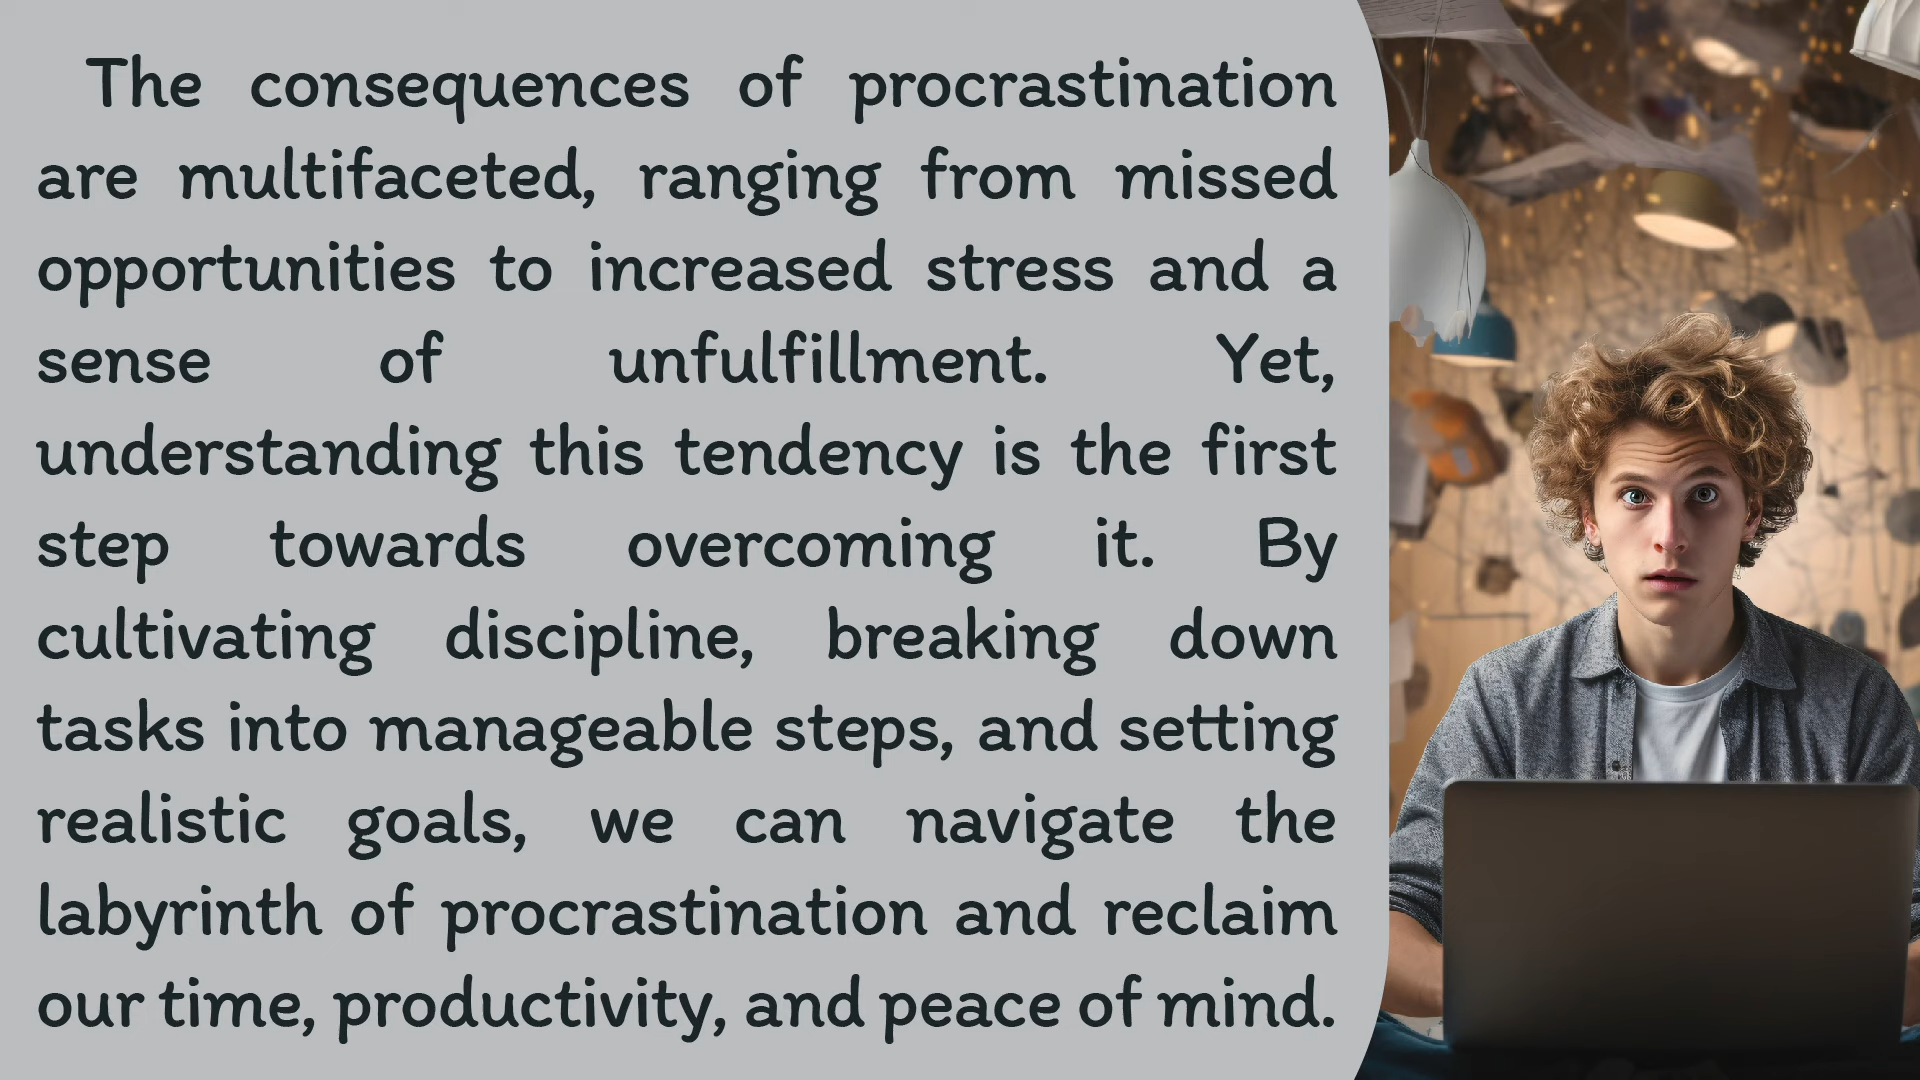 The consequences of procrastination
are multifaceted, ranging from missed
opportunities to increased stress and a
sense of unfulfillment. Yet,
understanding this tendency is the first
step towards overcoming it. By
cultivating discipline, breaking down
tasks into manageable steps, and setting
realistic goals, we can navigate the
labyrinth of procrastination and reclaim
our time, productivity, and peace of mind.